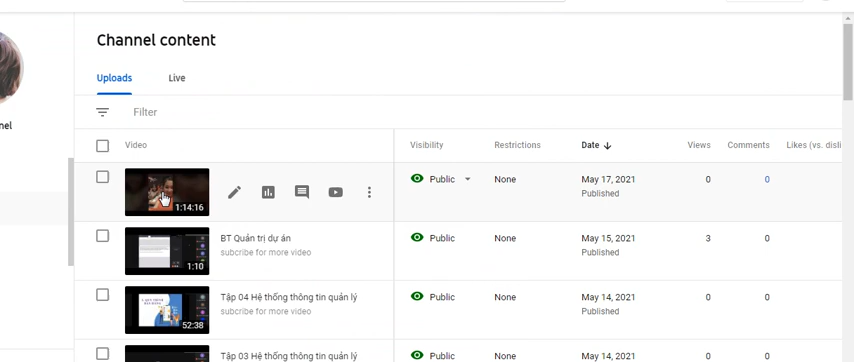 Channel content
Uploads Live
nel
Filter
Video Visibility Restrictions Date Views Comments Likes (vs. disli
1:14:16 Public None May 17, 2021 0 0
Published
BT Quản trị dự án Public None May 15, 2021 3 0
1:10 subcribe for more video Published
Tập 04 Hệ thống thông tin quản lý Public None May 14, 2021 0 0
52:38 subcribe for more video Published
Tập 03 Hệ thống thông tin quản lý Public None May 14, 2021 0 0